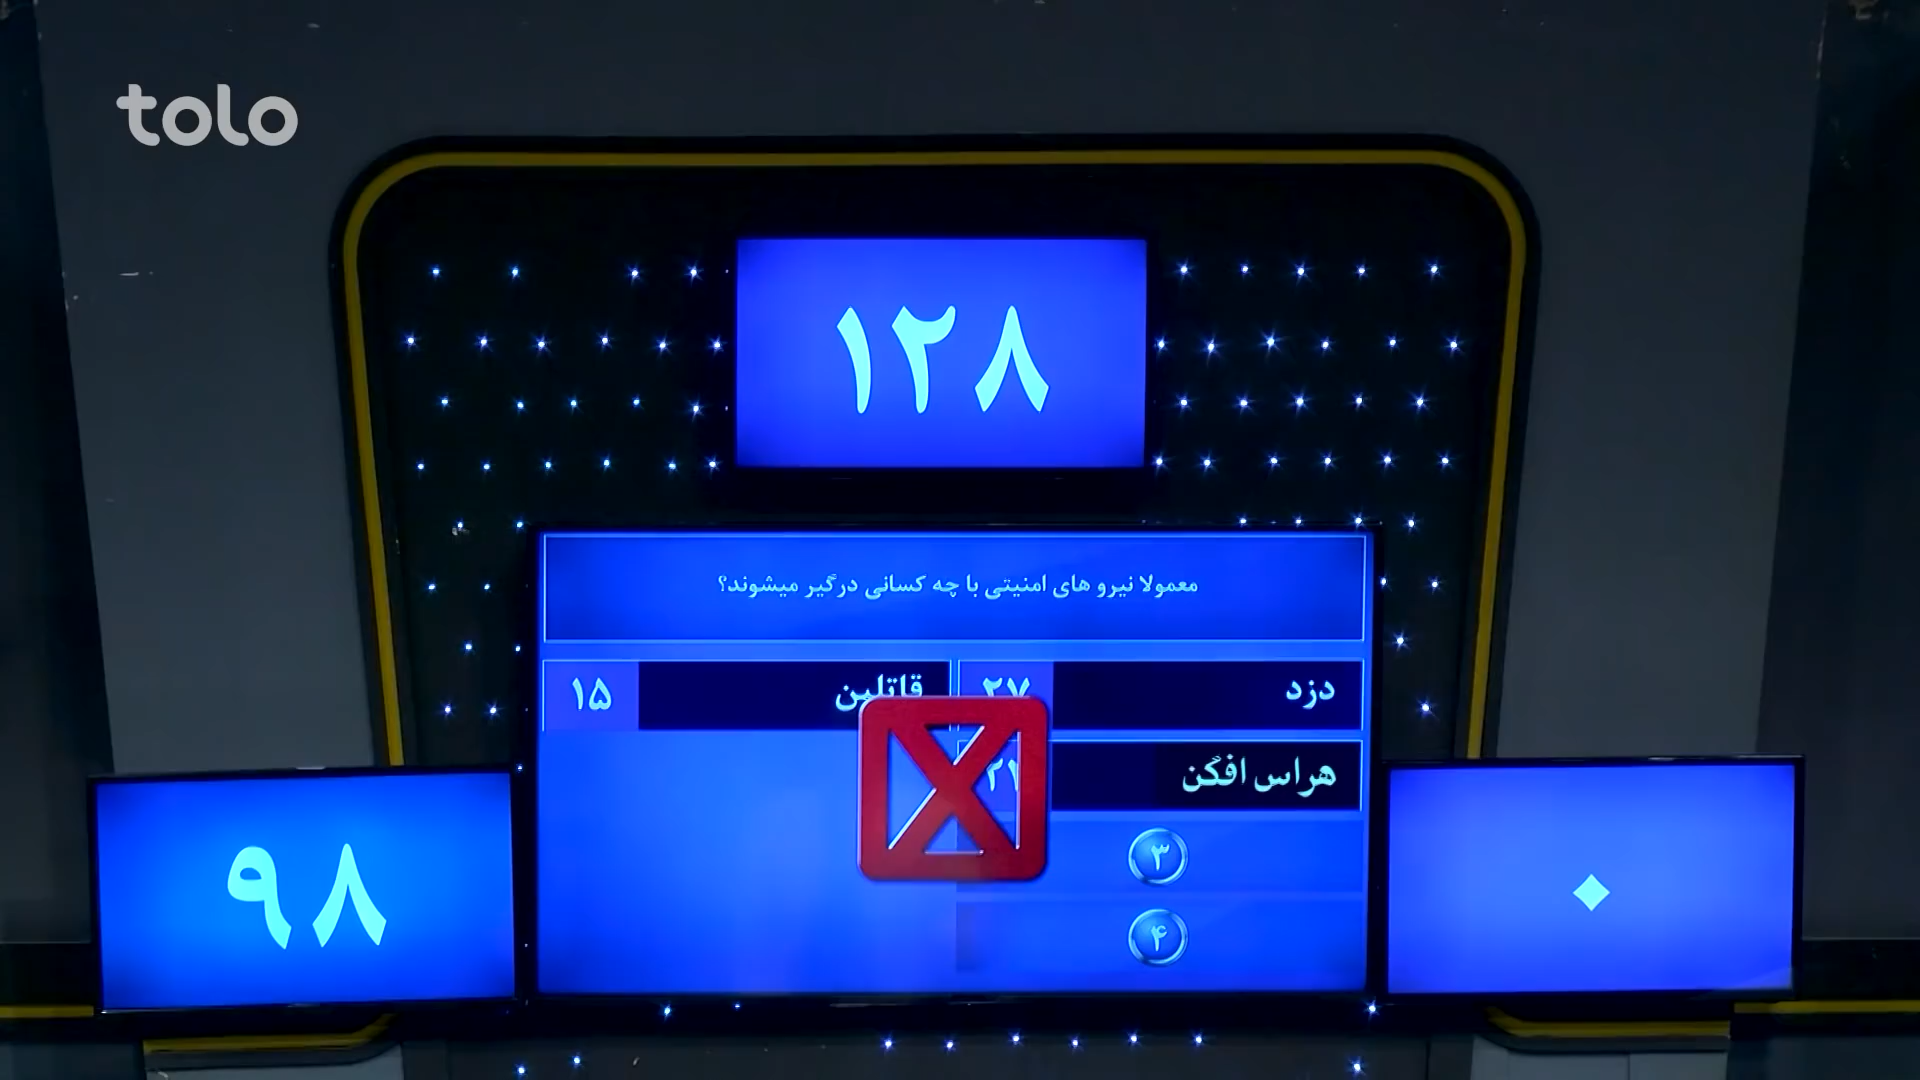 tolo
۱۲۸
معمولا نیرو های امنیتی با چه کسانی درگیر میشوند؟
دزد ۲۷
قاتلین ۱۵
هراس افگن ۲۱
۳
۴
۹۸
۰